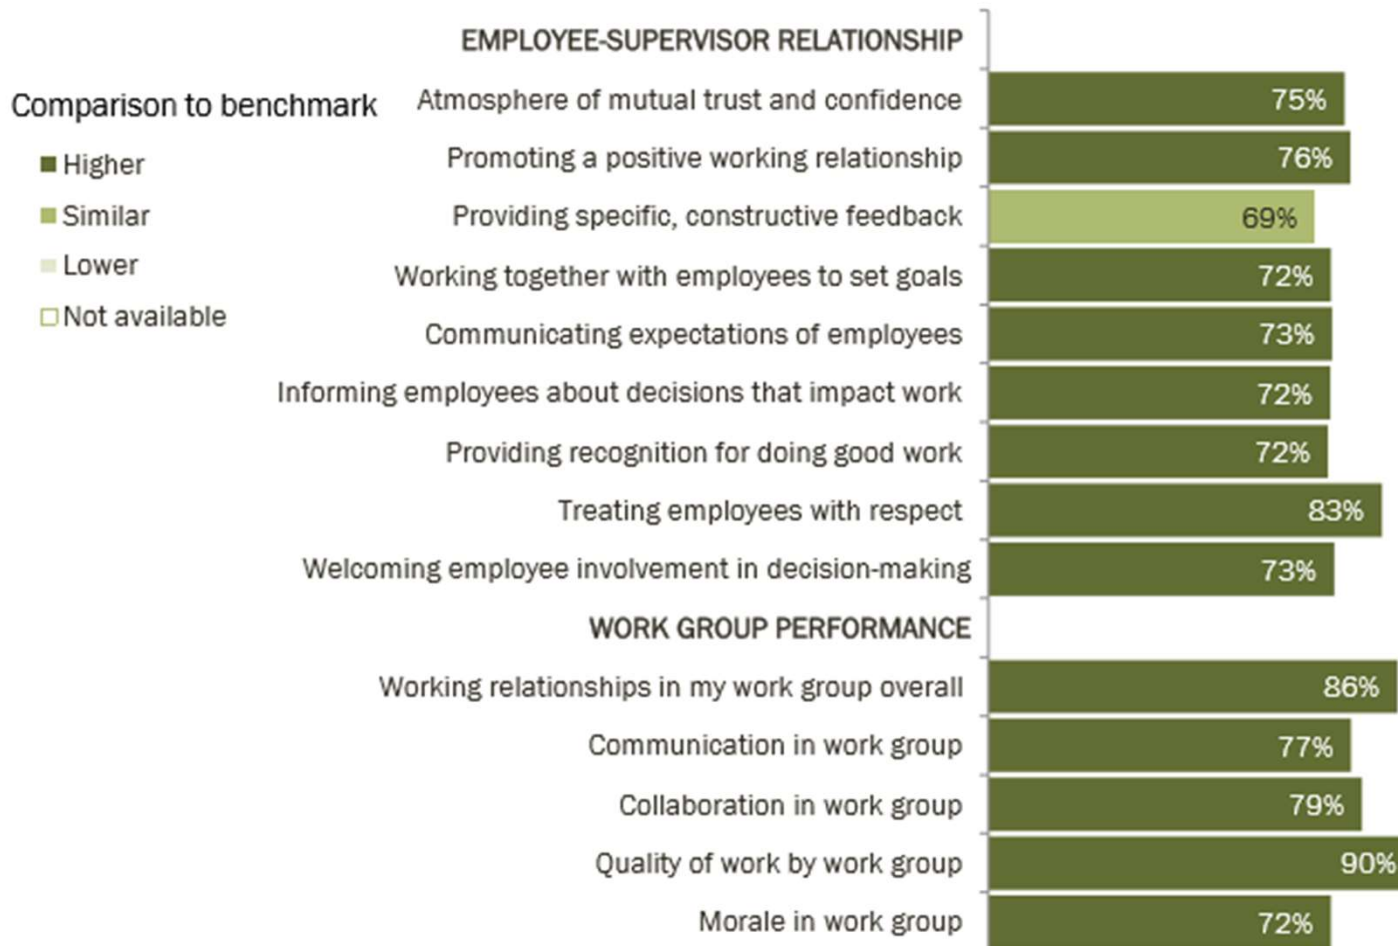 EMPLOYEE-SUPERVISOR RELATIONSHIP
Comparison to benchmark
Higher
Similar
Lower
Not available
Atmosphere of mutual trust and confidence 75%
Promoting a positive working relationship 76%
Providing specific, constructive feedback 69%
Working together with employees to set goals 72%
Communicating expectations of employees 73%
Informing employees about decisions that impact work 72%
Providing recognition for doing good work 72%
Treating employees with respect 83%
Welcoming employee involvement in decision-making 73%
WORK GROUP PERFORMANCE
Working relationships in my work group overall 86%
Communication in work group 77%
Collaboration in work group 79%
Quality of work by work group 90%
Morale in work group 72%